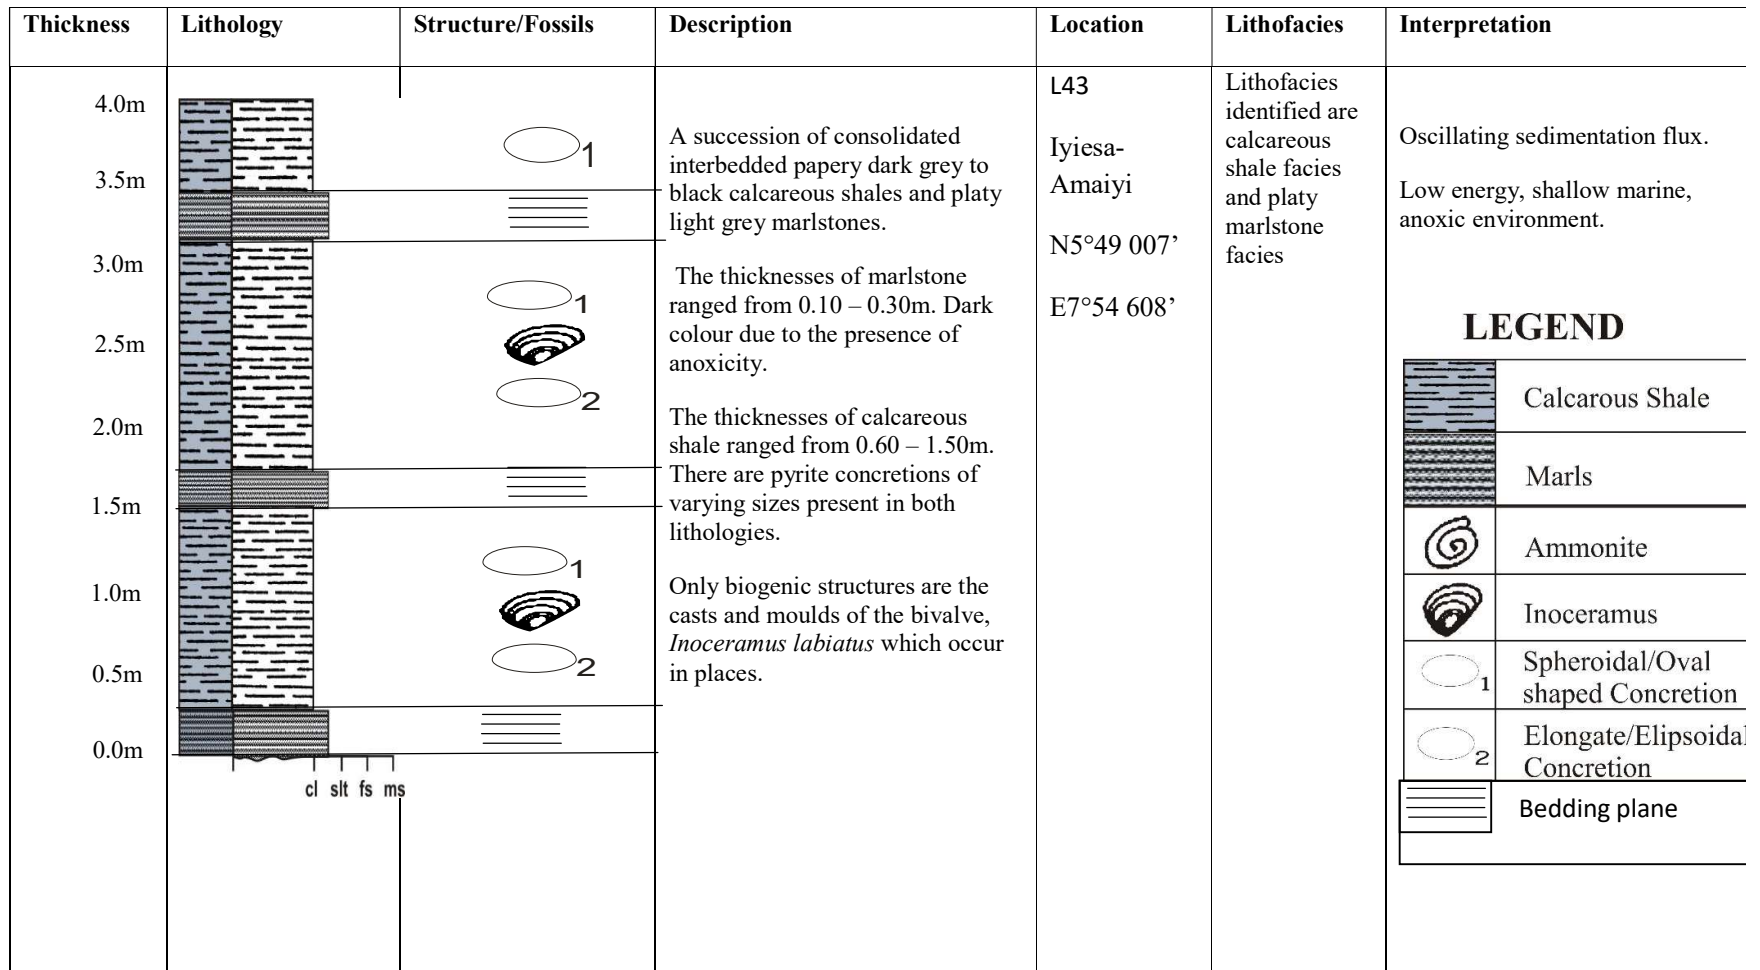 Thickness
Lithology
Structure/Fossils
Description
Location
Lithofacies
Interpretation
4.0m
3.5m
3.0m
2.5m
2.0m
1.5m
1.0m
0.5m
0.0m
cl slt fs ms
1
1
2
1
2
A succession of consolidated
interbedded papery dark grey to
black calcareous shales and platy
light grey marlstones.
The thicknesses of marlstone
ranged from 0.10 – 0.30m. Dark
colour due to the presence of
anoxicity.
The thicknesses of calcareous
shale ranged from 0.60 – 1.50m.
There are pyrite concretions of
varying sizes present in both
lithologies.
Only biogenic structures are the
casts and moulds of the bivalve,
Inoceramus labiatus which occur
in places.
L43
Iyiesa-
Amaiyi
N5°49 007’
E7°54 608’
Lithofacies
identified are
calcareous
shale facies
and platy
marlstone
facies
Oscillating sedimentation flux.
Low energy, shallow marine,
anoxic environment.
LEGEND
Calcarous Shale
Marls
Ammonite
Inoceramus
1
Spheroidal/Oval
shaped Concretion
2
Elongate/Elipsoidal
Concretion
Bedding plane